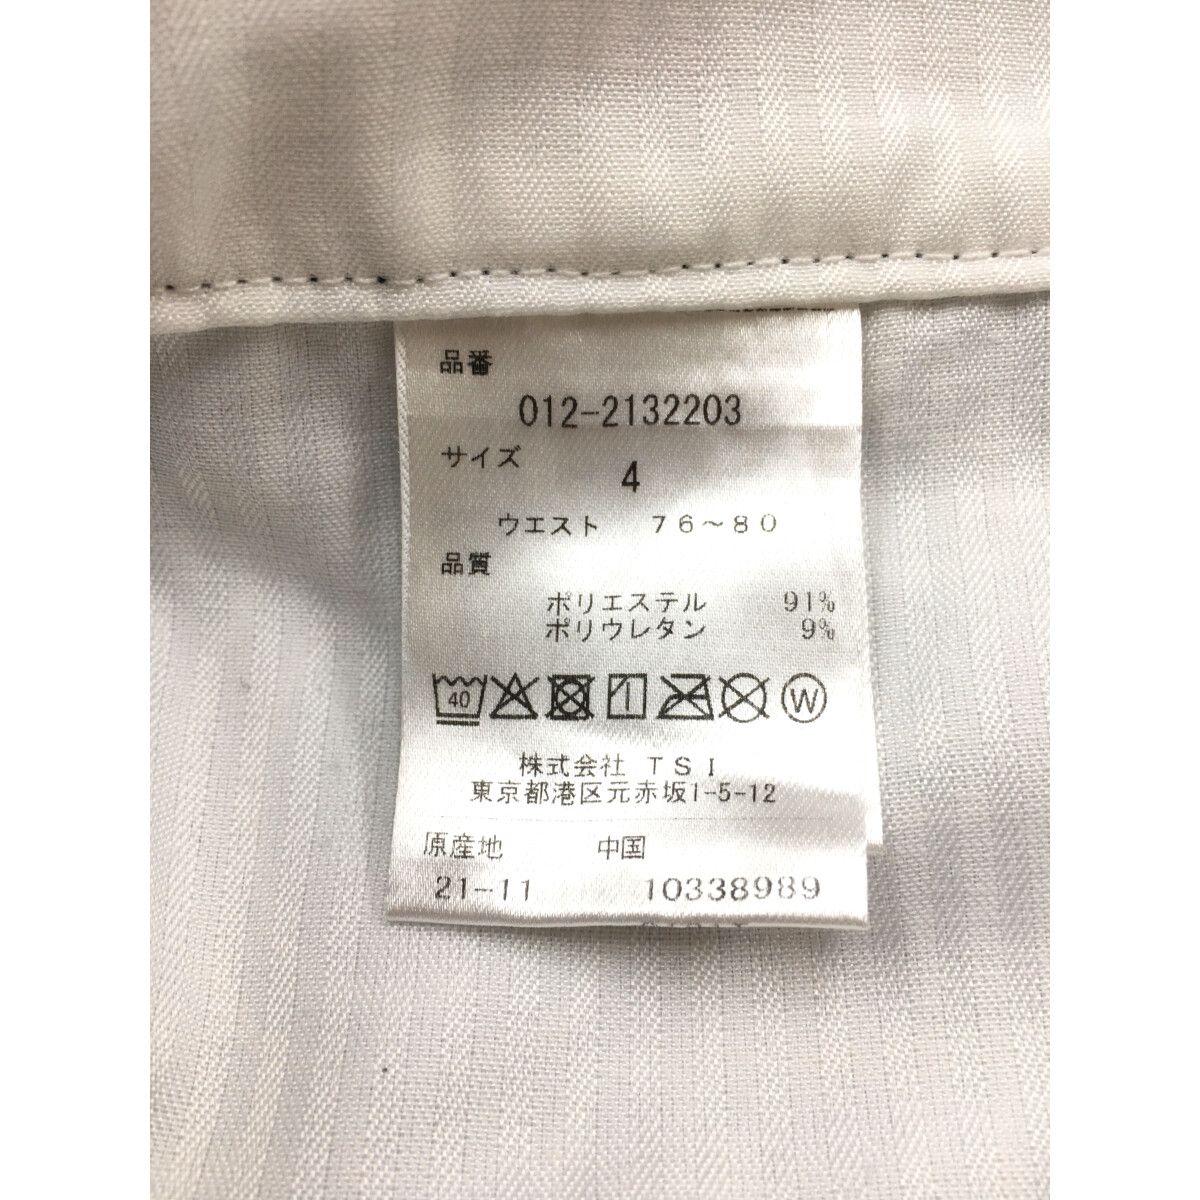 品番
012-2132203
サイズ
4
ウエスト 76～80
品質
ポリエステル 91%
ポリウレタン 9%
40 W
株式会社 TSI
東京都港区元赤坂1-5-12
原産地 中国
21-11 10338989